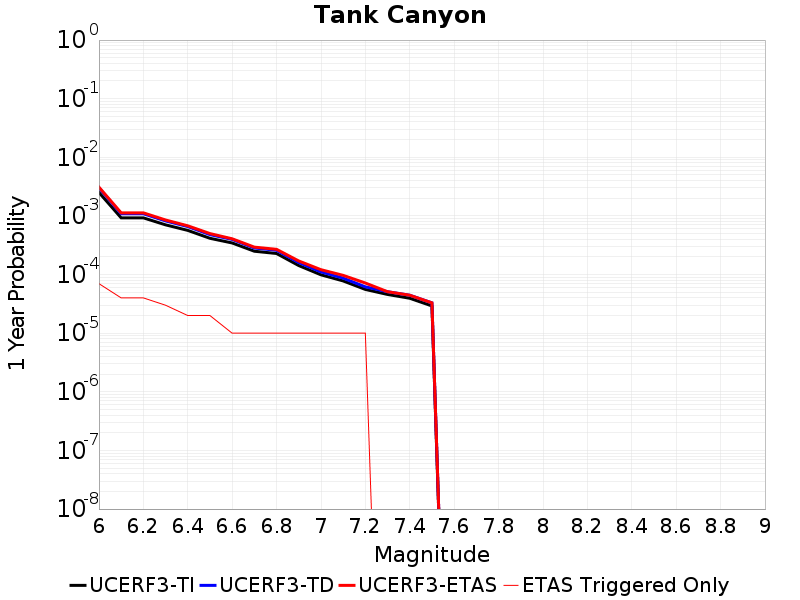 Tank Canyon
1 Year Probability
10^0
10^-1
10^-2
10^-3
10^-4
10^-5
10^-6
10^-7
10^-8
6 6.2 6.4 6.6 6.8 7 7.2 7.4 7.6 7.8 8 8.2 8.4 8.6 8.8 9
Magnitude
UCERF3-TI UCERF3-TD UCERF3-ETAS ETAS Triggered Only